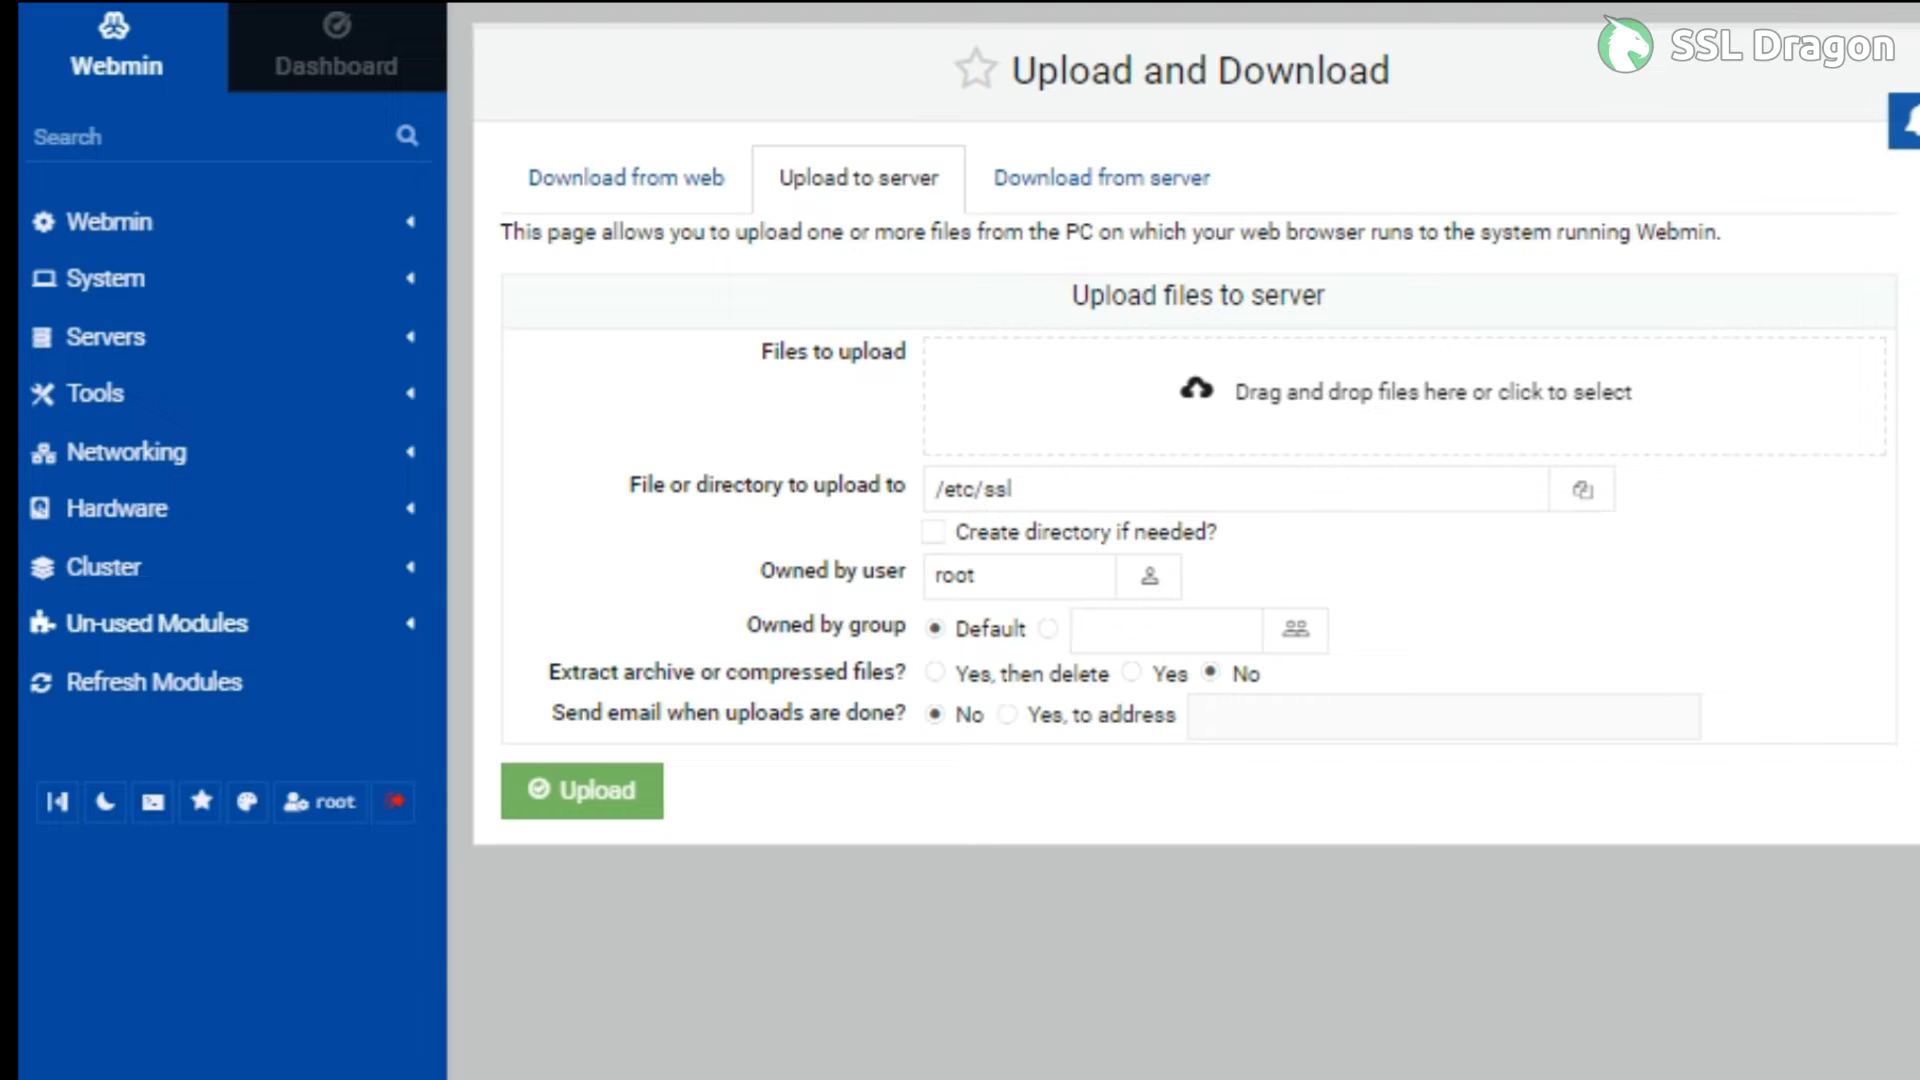 Webmin
Dashboard
Search
Webmin
System
Servers
Tools
Networking
Hardware
Cluster
Un-used Modules
Refresh Modules
root
SSL Dragon
Upload and Download
Download from web
Upload to server
Download from server
This page allows you to upload one or more files from the PC on which your web browser runs to the system running Webmin.
Upload files to server
Files to upload
Drag and drop files here or click to select
File or directory to upload to
/etc/ssl
Create directory if needed?
Owned by user
root
Owned by group
Default
Extract archive or compressed files?
Yes, then delete
Yes
No
Send email when uploads are done?
No
Yes, to address
Upload